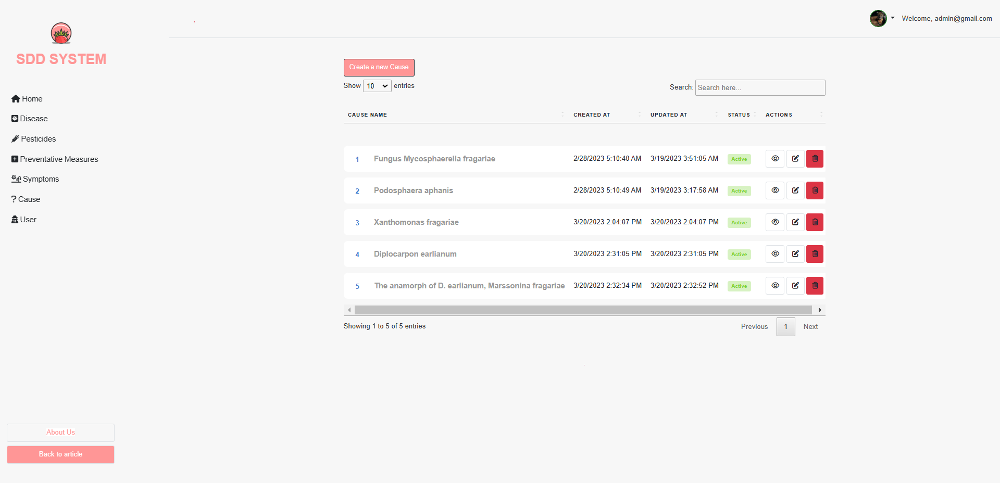 Welcome, admin@gmail.com
SDD SYSTEM
Home
Disease
Pesticides
Preventative Measures
Symptoms
Cause
User
About Us
Back to article
Create a new Cause
Show 10 entries
Search: Search here...
CAUSE NAME CREATED AT UPDATED AT STATUS ACTIONS
1 Fungus Mycosphaerella fragariae 2/28/2023 5:10:40 AM 3/19/2023 3:51:05 AM Active
2 Podosphaera aphanis 2/28/2023 5:10:49 AM 3/19/2023 3:17:58 AM Active
3 Xanthomonas fragariae 3/20/2023 2:04:07 PM 3/20/2023 2:04:07 PM Active
4 Diplocarpon earlianum 3/20/2023 2:31:05 PM 3/20/2023 2:31:05 PM Active
5 The anamorph of D. earlianum, Marssonina fragariae 3/20/2023 2:32:34 PM 3/20/2023 2:32:52 PM Active
Showing 1 to 5 of 5 entries
Previous 1 Next